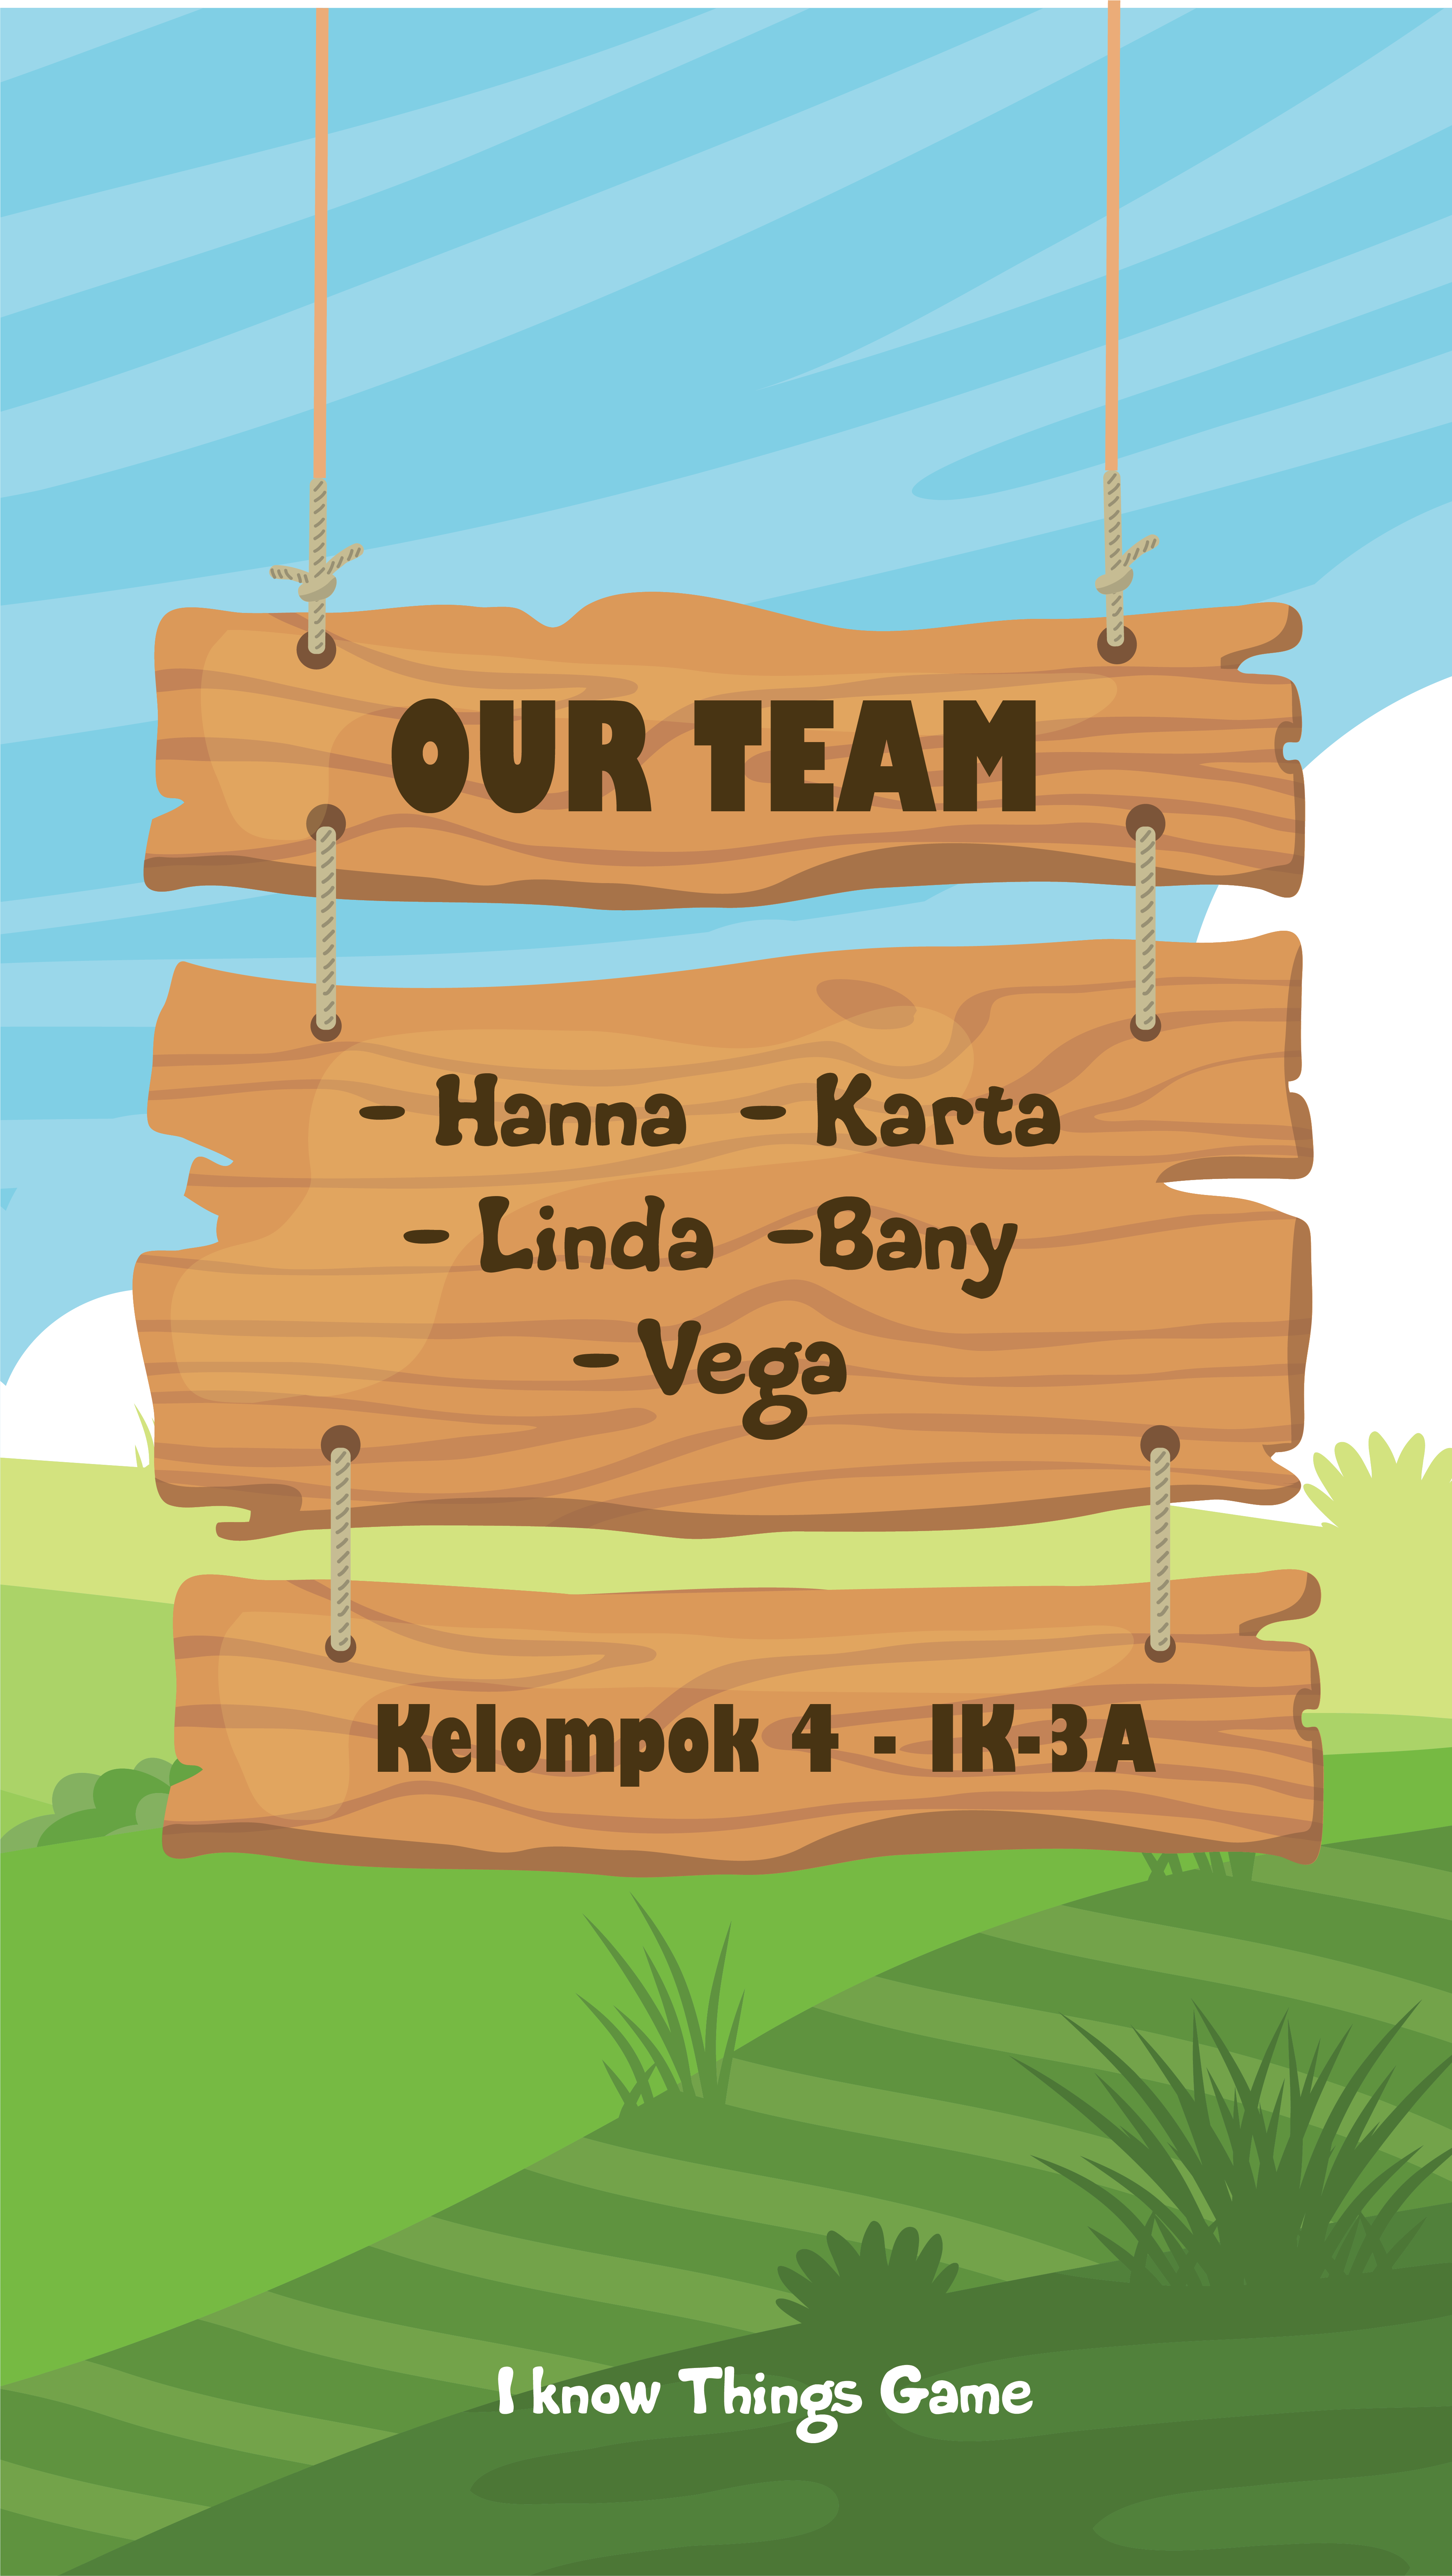 OUR TEAM
- Hanna - Karta
- Linda -Bany
-Vega
Kelompok 4 - IK-3A
I know Things Game